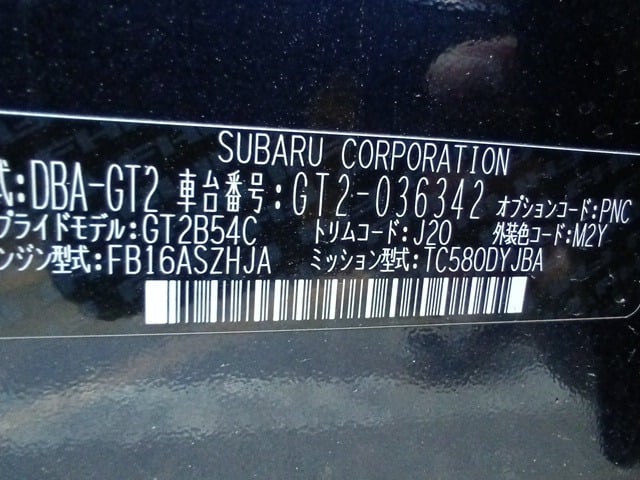 SUBARU CORPORATION
式:DBA-GT2 車台番号:GT2-036342 オプションコード:PNC
プライドモデル:GT2B54C トリムコード:J20 外装色コード:M2Y
ンジン型式:FB16ASZHJA ミッション型式:TC580DYJBA